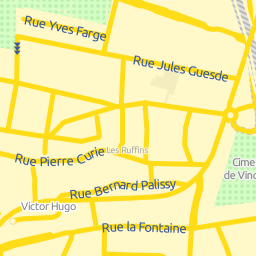 Rue Yves Farge
Rue Jules Guesde
Les Ruffins
Rue Pierre Curie
Cime
de Vinc
Rue Bernard Palissy
Victor Hugo
Rue la Fontaine